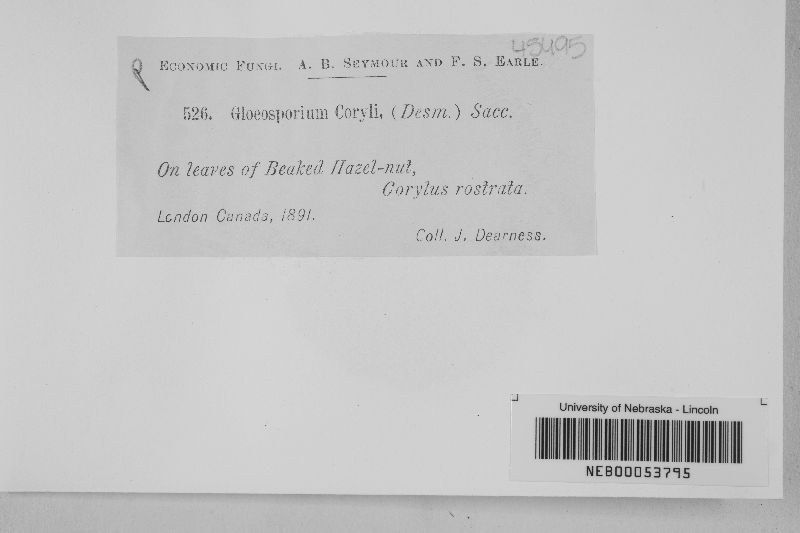 45495
ECONOMIC FUNGI. A. B. SEYMOUR AND F. S. EARLE.
526. Gloeosporium Coryli, (Desm.) Sacc.
On leaves of Beaked Hazel-nut,
Corylus rostrata.
London Canada, 1891.
Coll. J. Dearness.
University of Nebraska - Lincoln
NEB00053795